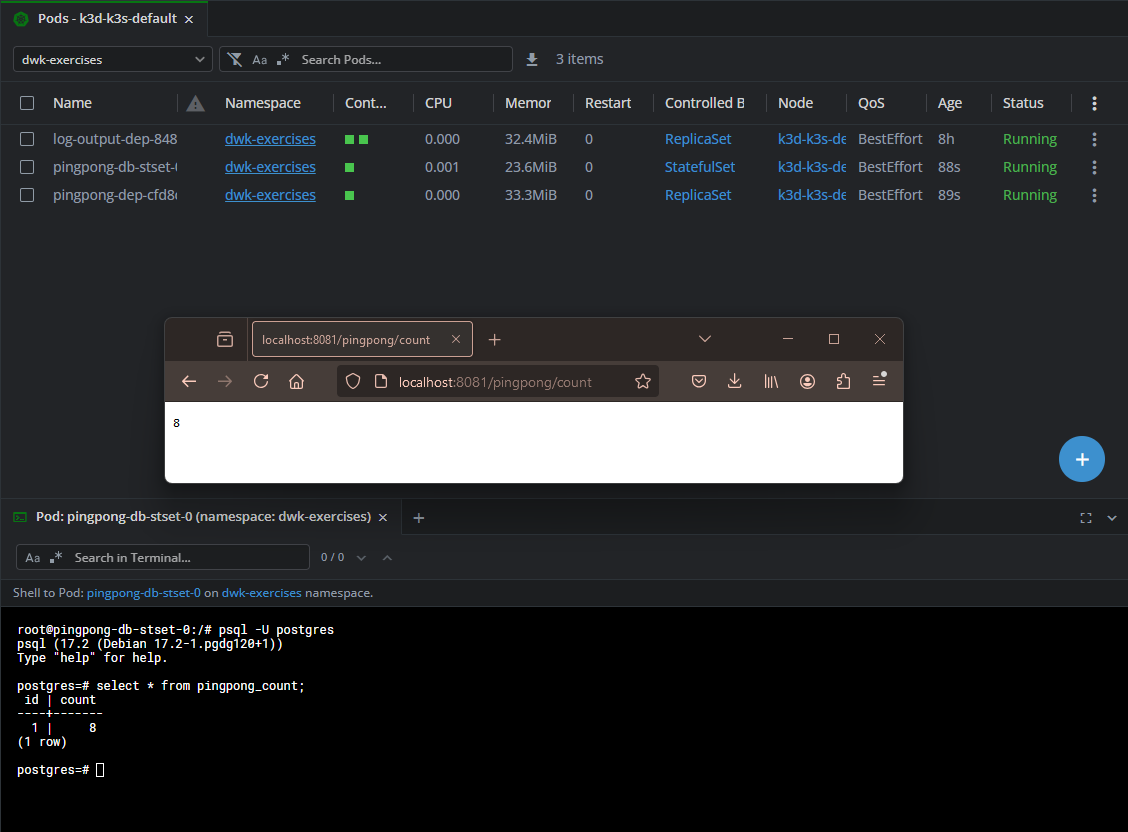 Pods - k3d-k3s-default
dwk-exercises Aa .* Search Pods... 3 items
Name Namespace Cont... CPU Memor Restart Controlled B Node QoS Age Status
log-output-dep-848 dwk-exercises 0.000 32.4MiB 0 ReplicaSet k3d-k3s-de BestEffort 8h Running
pingpong-db-stset-( dwk-exercises 0.001 23.6MiB 0 StatefulSet k3d-k3s-de BestEffort 88s Running
pingpong-dep-cfd8 dwk-exercises 0.000 33.3MiB 0 ReplicaSet k3d-k3s-de BestEffort 89s Running
localhost:8081/pingpong/count
localhost:8081/pingpong/count
8
Pod: pingpong-db-stset-0 (namespace: dwk-exercises)
Aa .* Search in Terminal... 0 / 0
Shell to Pod: pingpong-db-stset-0 on dwk-exercises namespace.
root@pingpong-db-stset-0:/# psql -U postgres
psql (17.2 (Debian 17.2-1.pgdg120+1))
Type "help" for help.
postgres=# select * from pingpong_count;
id | count
----+-------
1 | 8
(1 row)
postgres=#